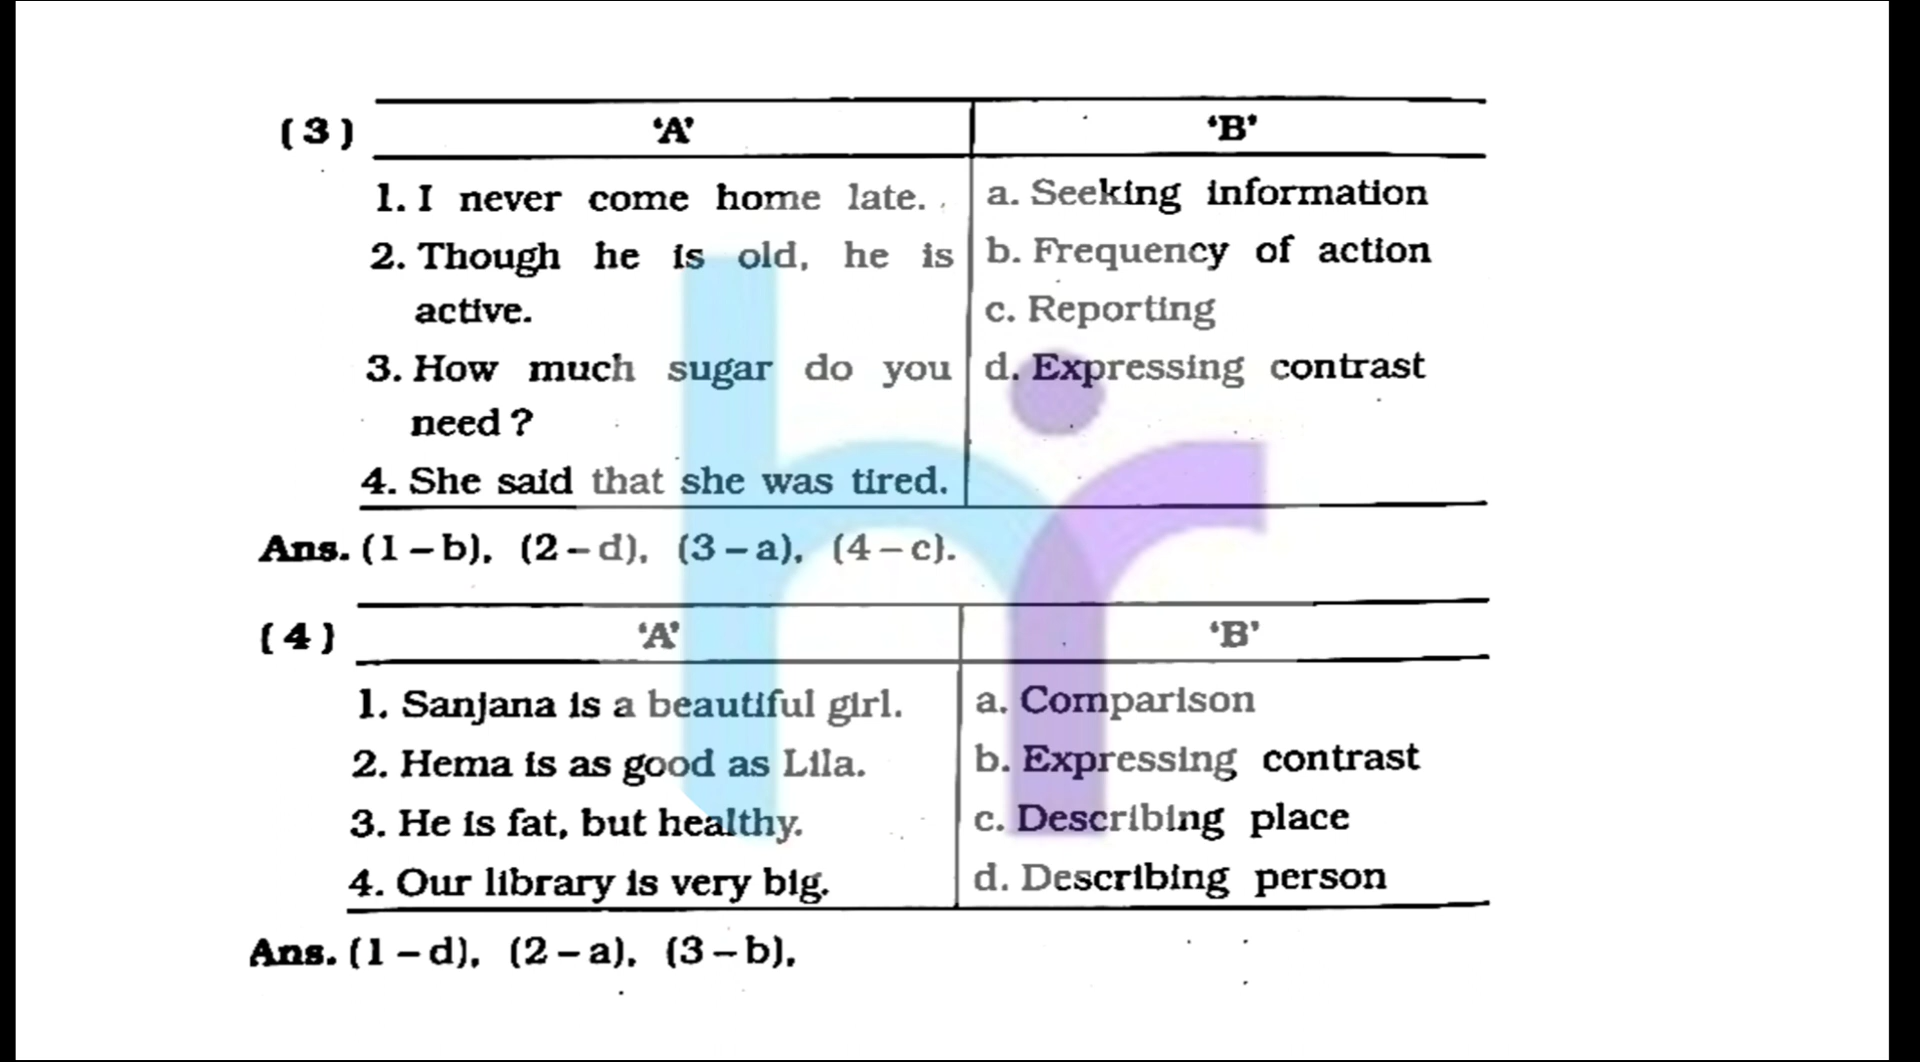 (3) 'A' 'B'
1. I never come home late. a. Seeking information
2. Though he is old, he is b. Frequency of action
active. c. Reporting
3. How much sugar do you d. Expressing contrast
need ?
4. She said that she was tired.
Ans. (1 – b), (2 – d), (3 – a), (4 – c).
(4) 'A' 'B'
1. Sanjana is a beautiful girl. a. Comparison
2. Hema is as good as Lila. b. Expressing contrast
3. He is fat, but healthy. c. Describing place
4. Our library is very big. d. Describing person
Ans. (1 – d), (2 – a), (3 – b),
hr